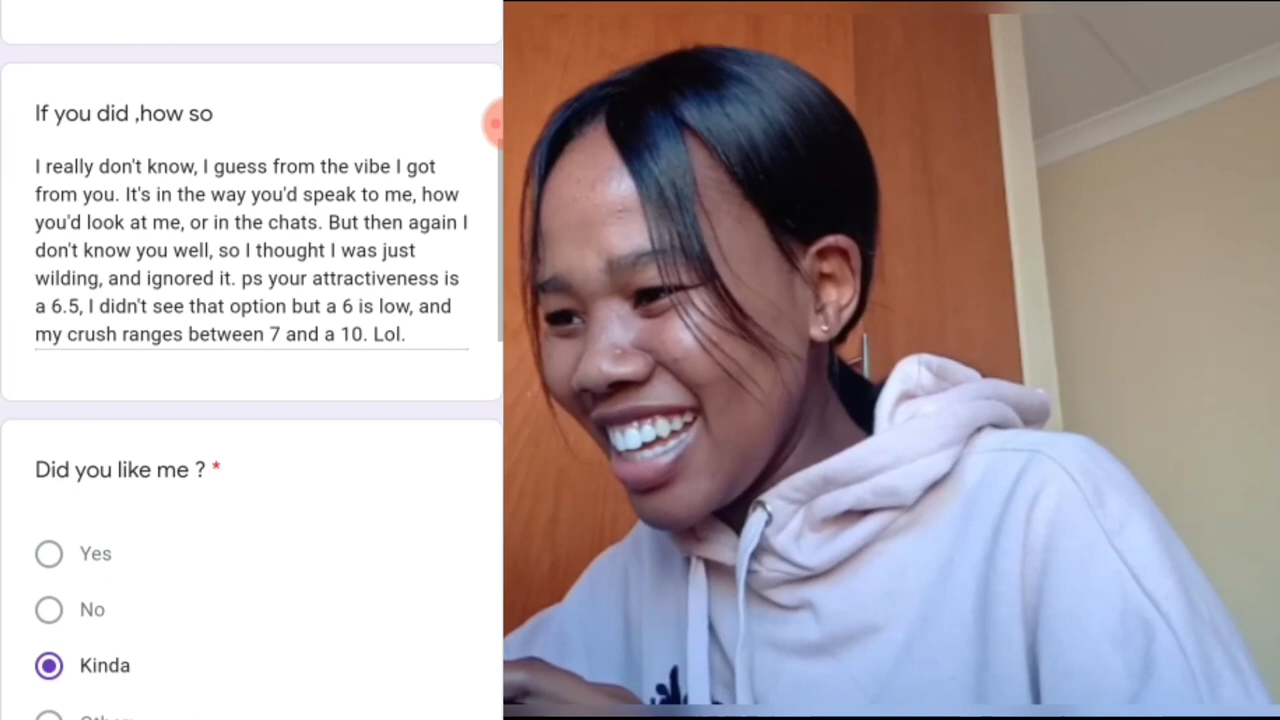 If you did ,how so
I really don't know, I guess from the vibe I got
from you. It's in the way you'd speak to me, how
you'd look at me, or in the chats. But then again I
don't know you well, so I thought I was just
wilding, and ignored it. ps your attractiveness is
a 6.5, I didn't see that option but a 6 is low, and
my crush ranges between 7 and a 10. Lol.
Did you like me ? *
Yes
No
Kinda